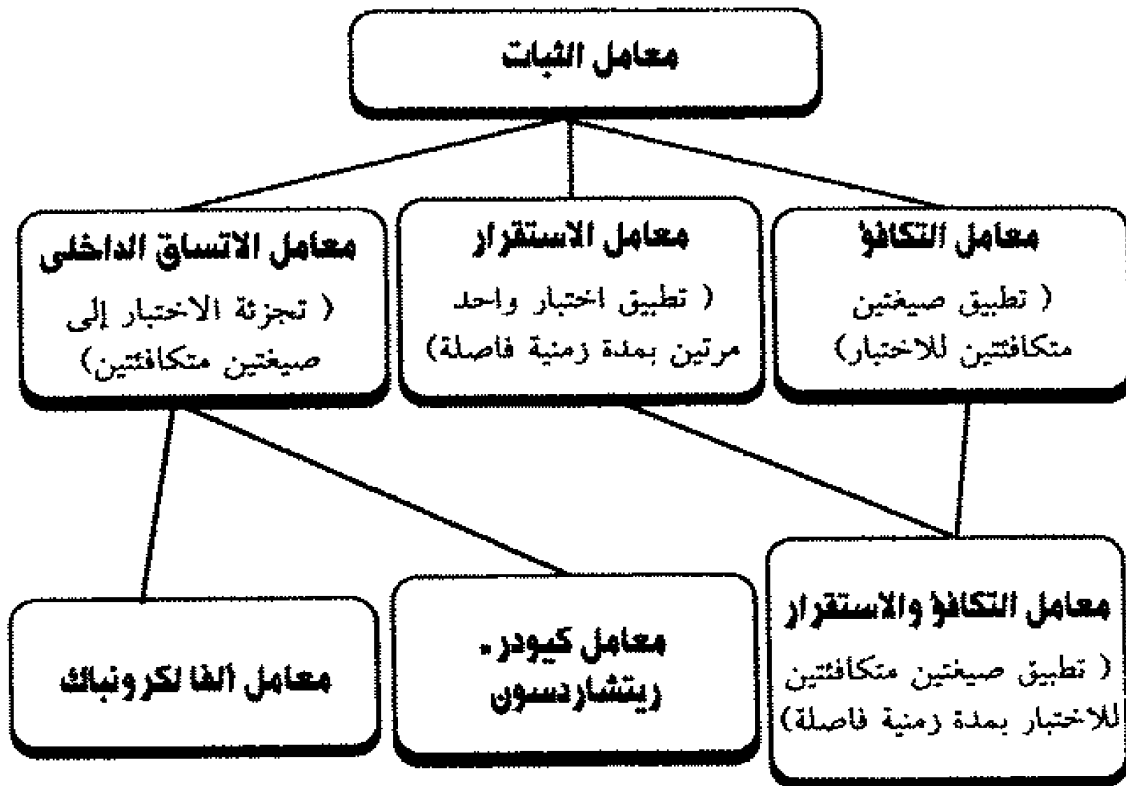 معامل الثبات
معامل التكافؤ
( تطبيق صيغتين
متكافئتين للاختبار)
معامل الاستقرار
( تطبيق اختبار واحد
مرتين بمدة زمنية فاصلة)
معامل الاتساق الداخلى
( تجزئة الاختبار إلى
صيغتين متكافئتين)
معامل التكافؤ والاستقرار
( تطبيق صيغتين متكافئتين
للاختبار بمدة زمنية فاصلة)
معامل كيودر -
ريتشاردسون
معامل ألفا لكرونباك